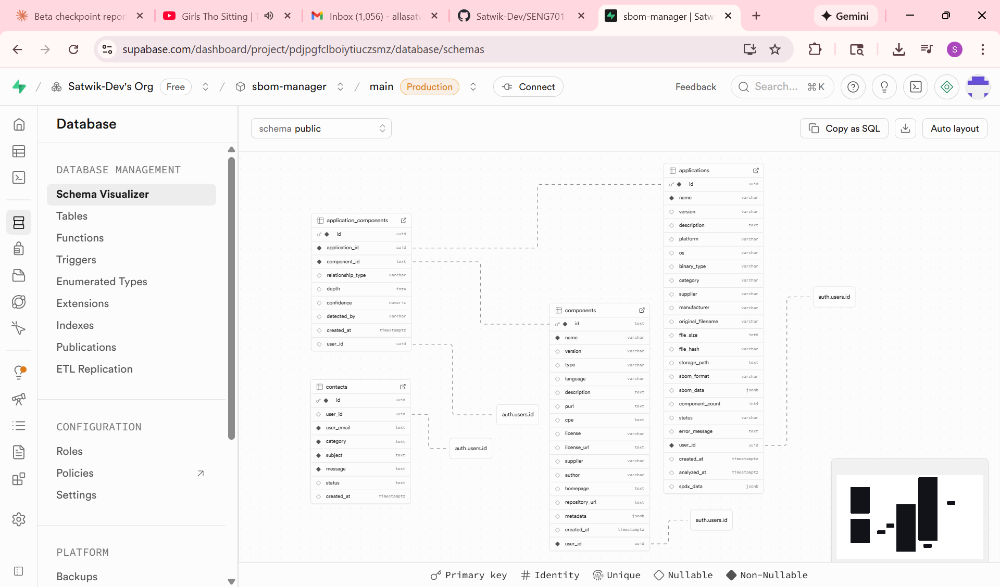 Beta checkpoint repor
Girls Tho Sitting | T
Inbox (1,056) - allasatw
Satwik-Dev/SENG701_
sbom-manager | Satw
Gemini
supabase.com/dashboard/project/pdjpgfclboiytiuczsmz/database/schemas
S
Satwik-Dev's Org Free / sbom-manager / main Production Connect
Feedback Search... ⌘ K
Database
schema public
Copy as SQL
Auto layout
DATABASE MANAGEMENT
Schema Visualizer
Tables
Functions
Triggers
Enumerated Types
Extensions
Indexes
Publications
ETL Replication
CONFIGURATION
Roles
Policies
Settings
PLATFORM
Backups
application_components
id uuid
application_id uuid
component_id text
relationship_type varchar
depth int4
confidence numeric
detected_by varchar
created_at timestamptz
user_id uuid
contacts
id uuid
user_id uuid
user_email text
category text
subject text
message text
status text
created_at timestamptz
auth.users.id
auth.users.id
components
id text
name varchar
version varchar
type varchar
language varchar
description text
purl text
cpe text
license varchar
license_url text
supplier varchar
author varchar
homepage text
repository_url text
metadata jsonb
created_at timestamptz
user_id uuid
applications
id uuid
name varchar
version varchar
description text
platform varchar
os varchar
binary_type varchar
category varchar
supplier varchar
manufacturer varchar
original_filename varchar
file_size int8
file_hash varchar
storage_path text
sbom_format varchar
sbom_data jsonb
component_count int4
status varchar
error_message text
user_id uuid
created_at timestamptz
analyzed_at timestamptz
spdx_data jsonb
auth.users.id
auth.users.id
Primary key # Identity Unique Nullable Non-Nullable